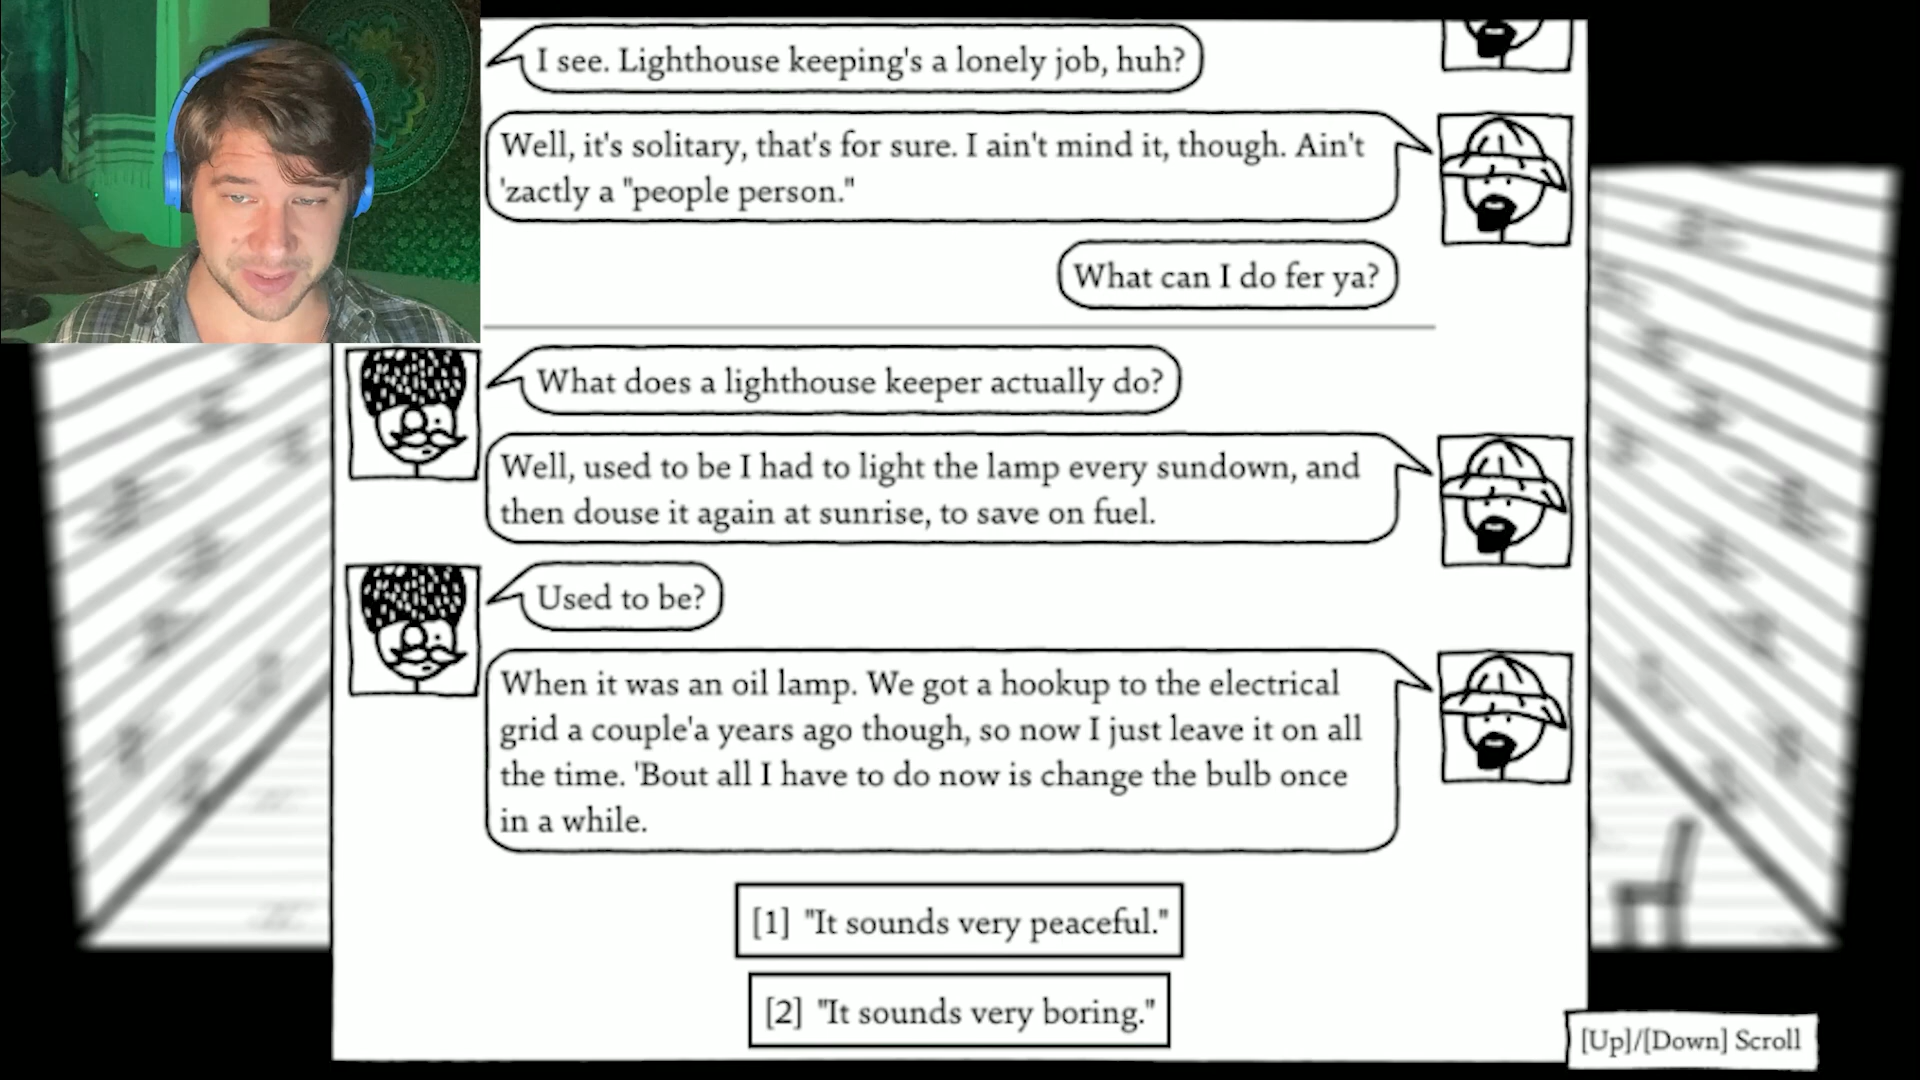 I see. Lighthouse keeping's a lonely job, huh?
Well, it's solitary, that's for sure. I ain't mind it, though. Ain't
'zactly a "people person."
What can I do fer ya?
What does a lighthouse keeper actually do?
Well, used to be I had to light the lamp every sundown, and
then douse it again at sunrise, to save on fuel.
Used to be?
When it was an oil lamp. We got a hookup to the electrical
grid a couple'a years ago though, so now I just leave it on all
the time. 'Bout all I have to do now is change the bulb once
in a while.
[1] "It sounds very peaceful."
[2] "It sounds very boring."
[Up]/[Down] Scroll